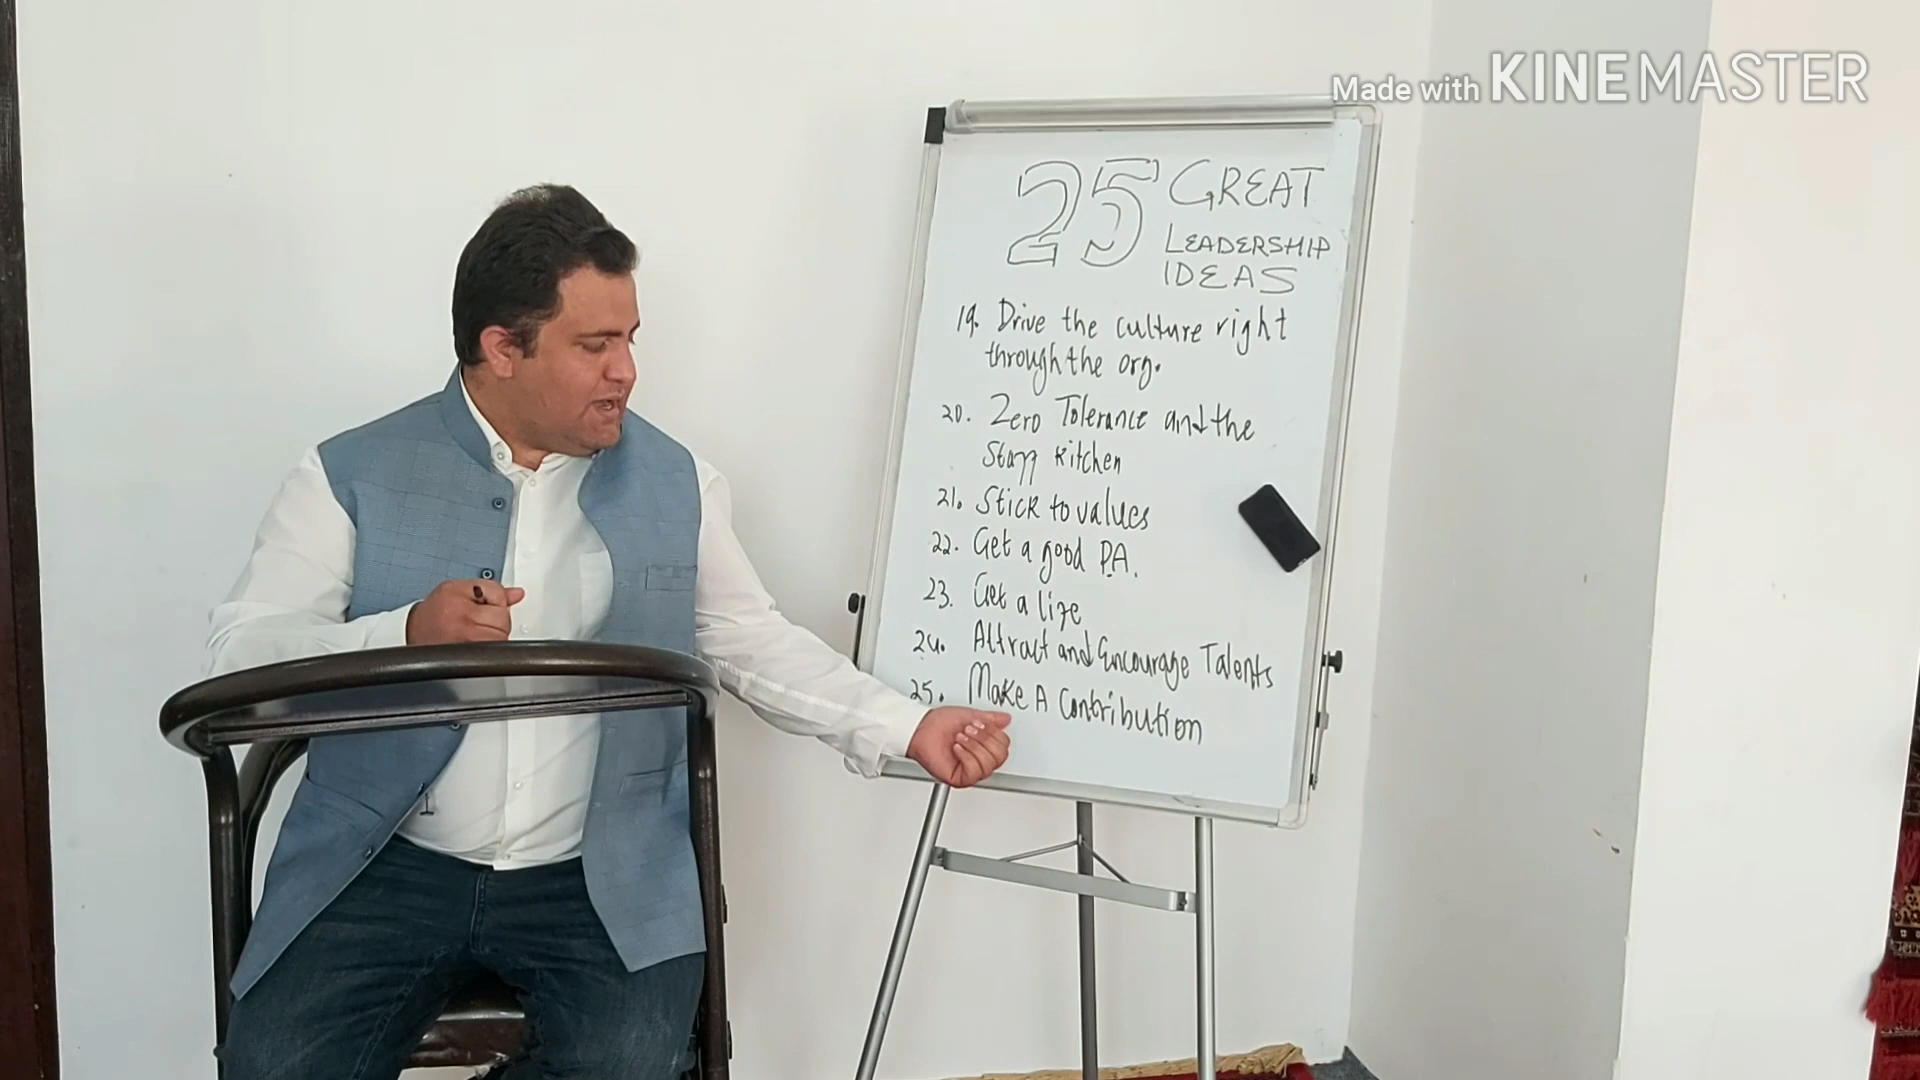 Made with KINEMASTER
25 GREAT
LEADERSHIP
IDEAS
19. Drive the culture right
through the org.
20. Zero Tolerance and the
Staff Kitchen
21. Stick to values
22. Get a good P.A.
23. Get a life
24. Attract and Encourage Talents
25. Make A Contribution